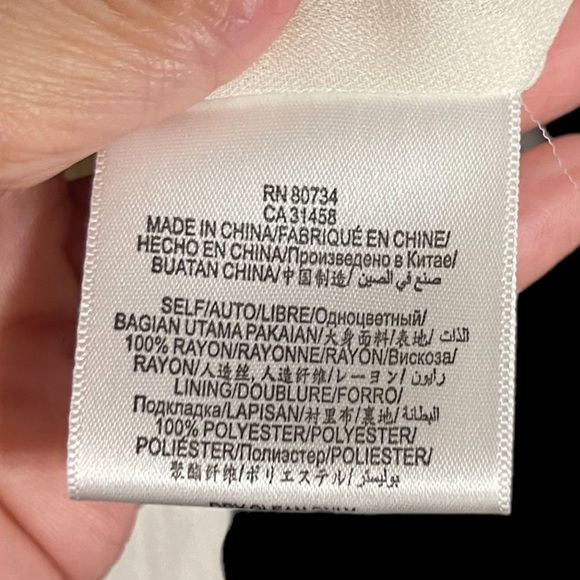 RN 80734
CA 31458
MADE IN CHINA/FABRIQUÉ EN CHINE/
HECHO EN CHINA/Произведено в Китае/
BUATAN CHINA/中国制造/ صنع في الصين
SELF/AUTO/LIBRE/Одноцветный/
BAGIAN UTAMA PAKAIAN/大身面料/表地/ الذات
100% RAYON/RAYONNE/RAYON/Вискоза/
RAYON/人造丝, 人造纤维/レーヨン/ رايون
LINING/DOUBLURE/FORRO/
Подкладка/LAPISAN/衬里布/裏地/ البطانة
100% POLYESTER/POLYESTER/
POLIÉSTER/Полиэстер/POLIESTER/
聚酯纤维/ポリエステル/ بوليستر
DRY CLEAN ONLY